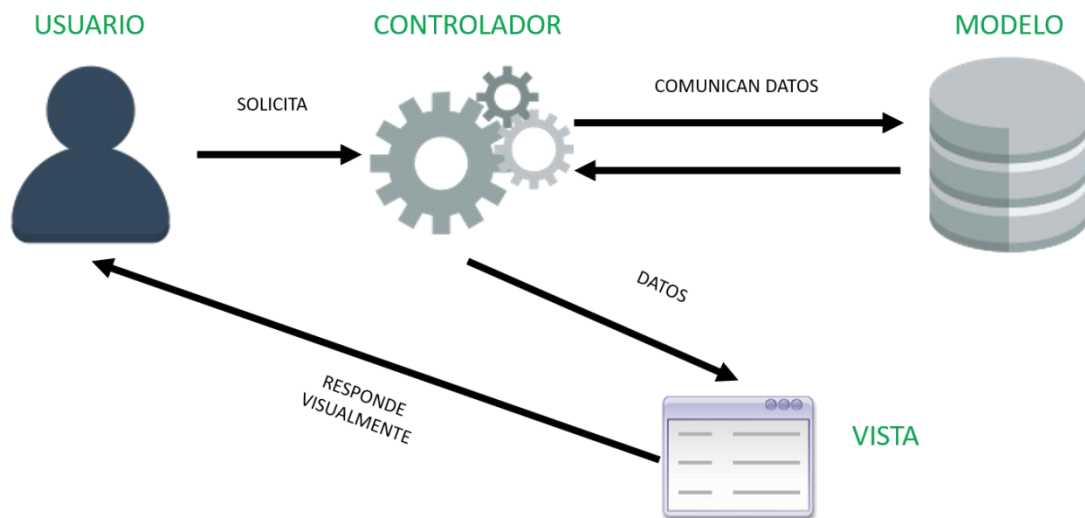 USUARIO
CONTROLADOR
MODELO
SOLICITA
COMUNICAN DATOS
DATOS
RESPONDE
VISUALMENTE
VISTA